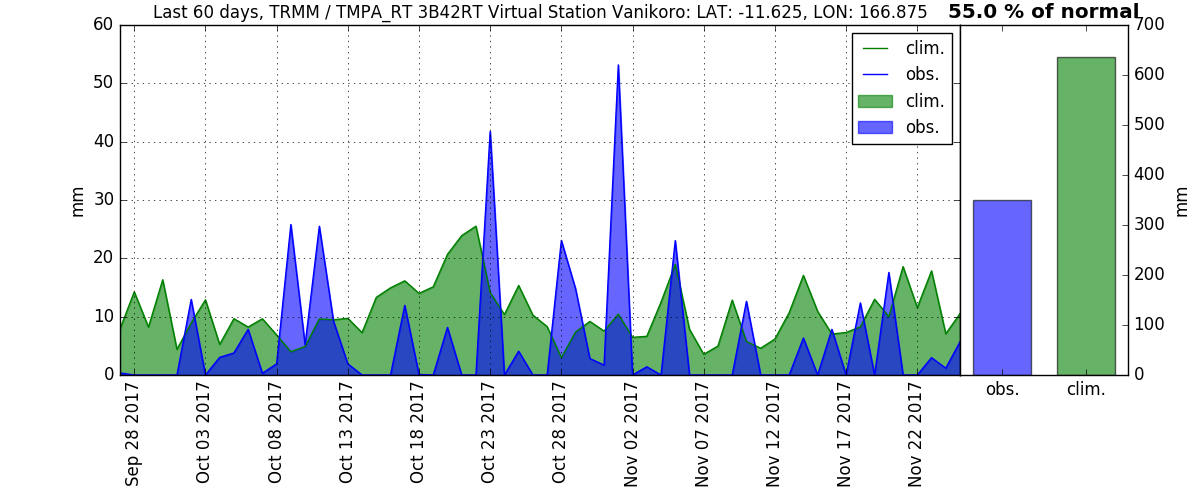 Last 60 days, TRMM / TMPA_RT 3B42RT Virtual Station Vanikoro: LAT: -11.625, LON: 166.875
55.0 % of normal
60
50
40
30
20
10
0
mm
clim.
obs.
clim.
obs.
Sep 28 2017
Oct 03 2017
Oct 08 2017
Oct 13 2017
Oct 18 2017
Oct 23 2017
Oct 28 2017
Nov 02 2017
Nov 07 2017
Nov 12 2017
Nov 17 2017
Nov 22 2017
700
600
500
400
300
200
100
0
mm
obs.
clim.